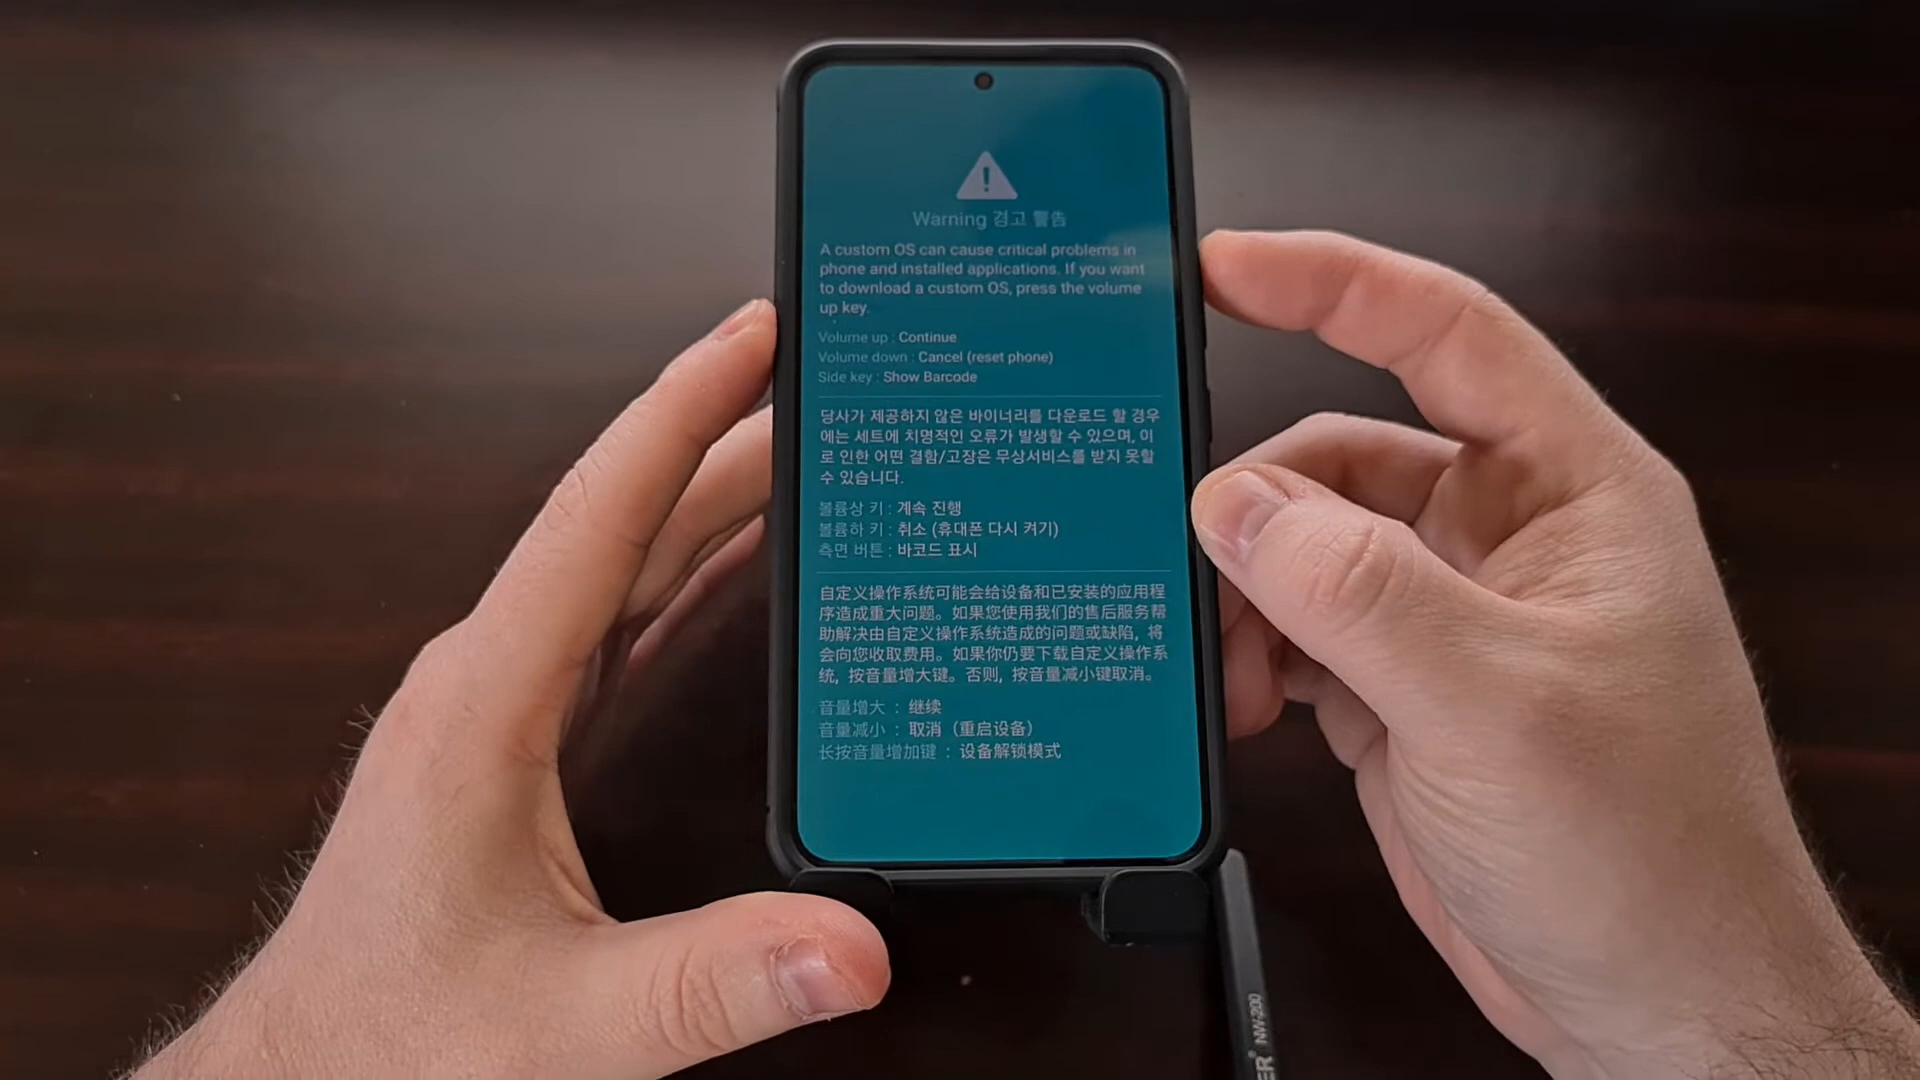 Warning 경고 警告
A custom OS can cause critical problems in
phone and installed applications. If you want
to download a custom OS, press the volume
up key.
Volume up : Continue
Volume down : Cancel (reset phone)
Side key : Show Barcode
당사가 제공하지 않은 바이너리를 다운로드 할 경우
에는 세트에 치명적인 오류가 발생할 수 있으며, 이
로 인한 어떤 결함/고장은 무상서비스를 받지 못할
수 있습니다.
볼륨상 키 : 계속 진행
볼륨하 키 : 취소 (휴대폰 다시 켜기)
측면 버튼 : 바코드 표시
自定义操作系统可能会给设备和已安装的应用程
序造成重大问题。如果您使用我们的售后服务帮
助解决由自定义操作系统造成的问题或缺陷, 将
会向您收取费用。如果你仍要下载自定义操作系
统, 按音量增大键。否则, 按音量减小键取消。
音量增大 : 继续
音量减小 : 取消（重启设备）
长按音量增加键 : 设备解锁模式
ER® NW-200